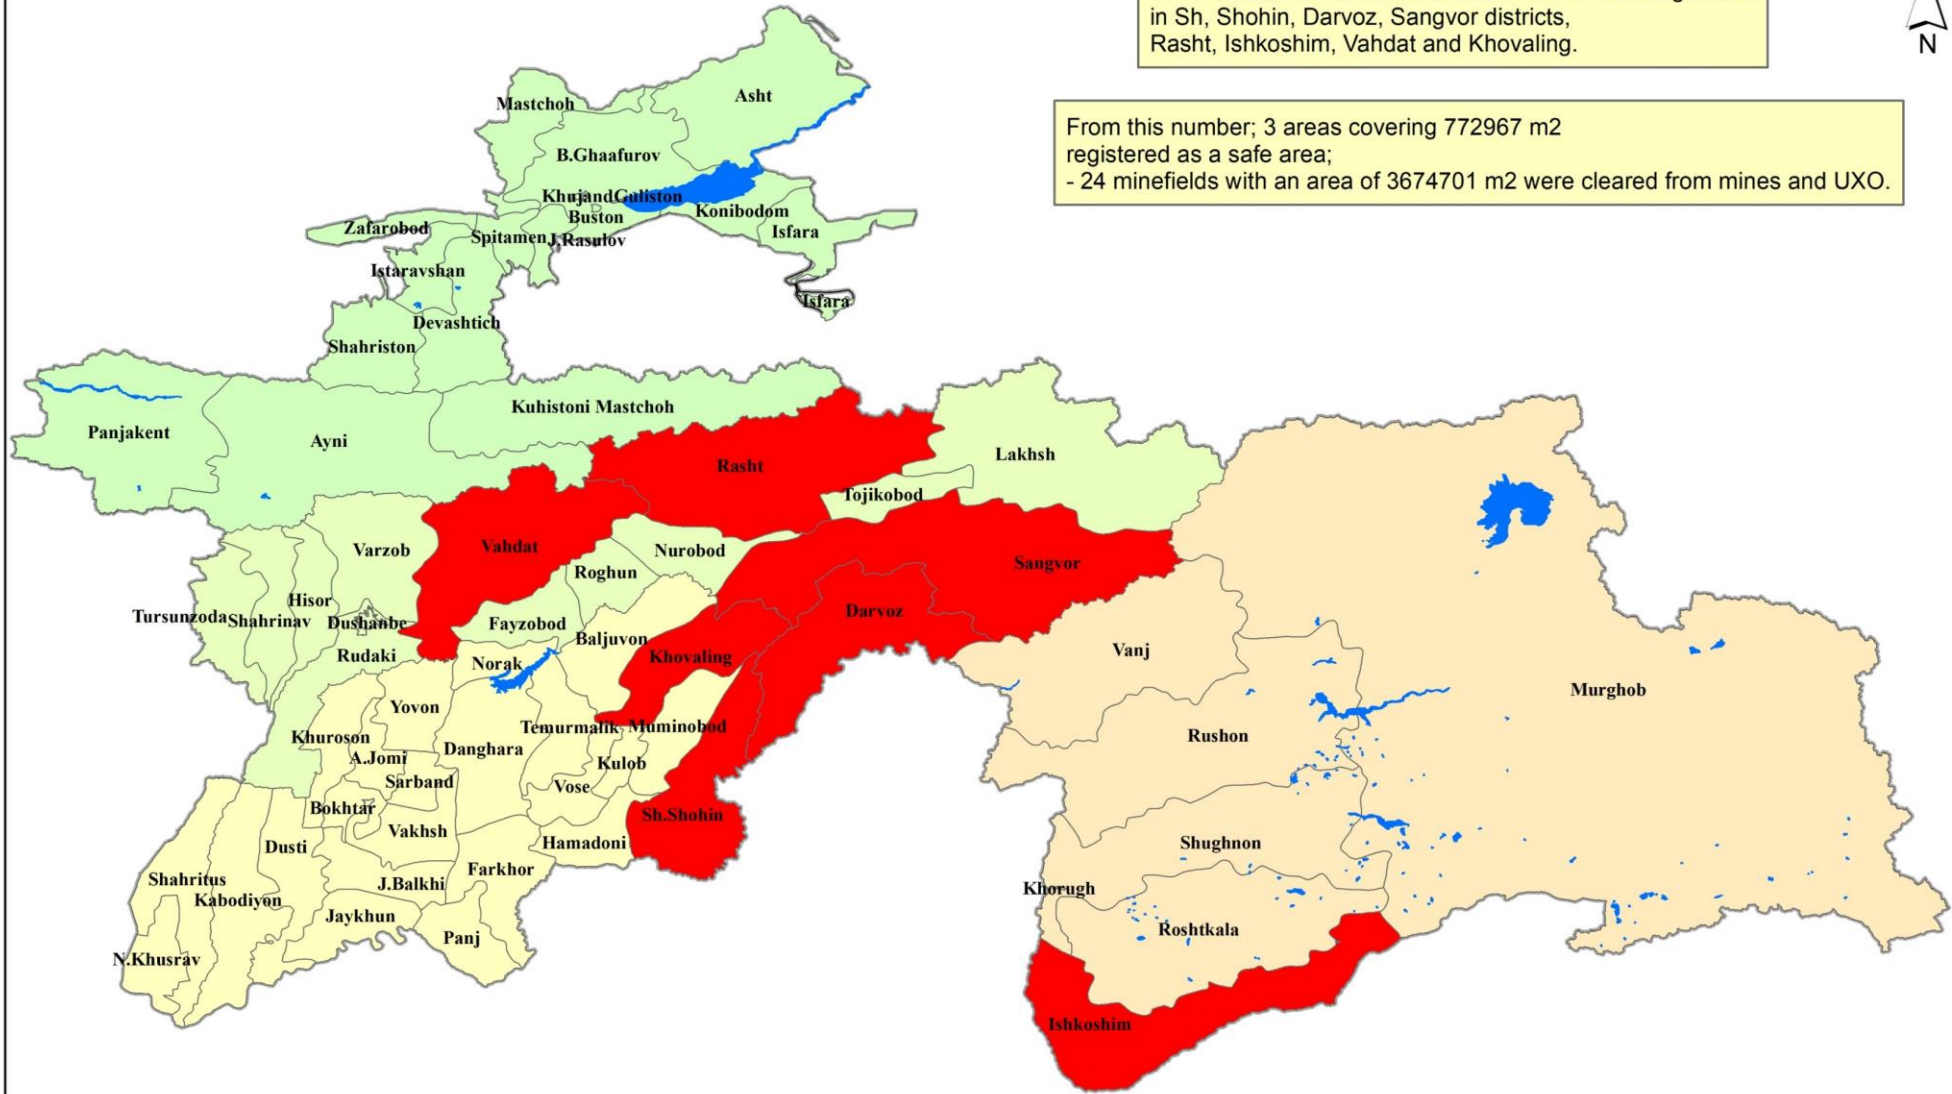 in Sh, Shohin, Darvoz, Sangvor districts,
Rasht, Ishkoshim, Vahdat and Khovaling.
N
From this number; 3 areas covering 772967 m2
registered as a safe area;
- 24 minefields with an area of 3674701 m2 were cleared from mines and UXO.
Asht
Mastchoh
B.Ghaafurov
Khujand
Guliston
Buston
Konibodom
Zafarobod
Spitamen
J.Rasulov
Isfara
Istaravshan
Isfara
Devashtich
Shahriston
Kuhistoni Mastchoh
Panjakent
Ayni
Lakhsh
Rasht
Tojikobod
Varzob
Vahdat
Nurobod
Sangvor
Roghun
Hisor
Darvoz
Tursunzoda
Shahrinav
Dushanbe
Fayzobod
Baljuvon
Vanj
Rudaki
Norak
Khovaling
Murghob
Yovon
Temurmalik
Muminobod
Khuroson
Rushon
A.Jomi
Danghara
Kulob
Sarband
Vose
Bokhtar
Sh.Shohin
Vakhsh
Dusti
Hamadoni
Shughnon
Farkhor
Shahritus
J.Balkhi
Khorugh
Kabodiyon
Jaykhun
Roshtkala
Panj
N.Khusrav
Ishkoshim